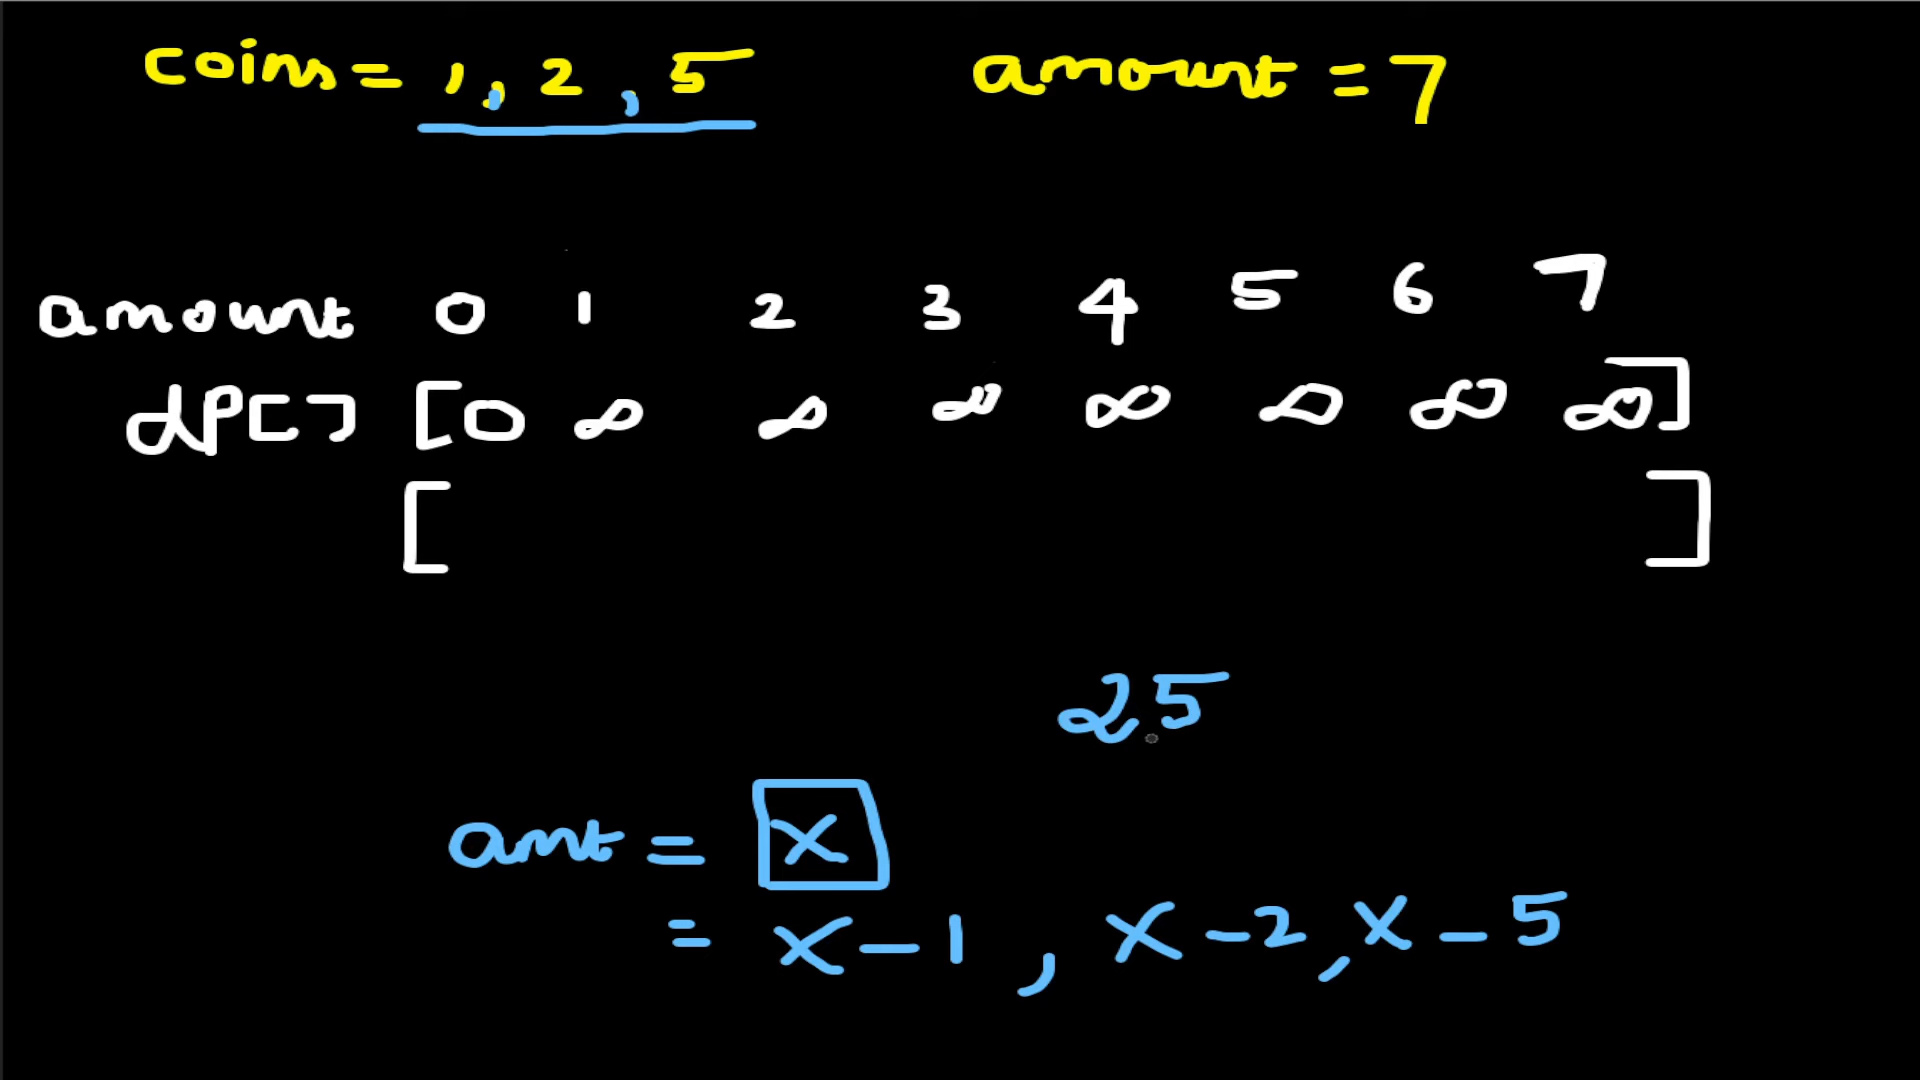 coins = 1, 2, 5 amount = 7
amount 0 1 2 3 4 5 6 7
dp[] [0 ∞ ∞ ∞ ∞ ∞ ∞ ∞]
[ ]
25
amt = x
= x - 1, x - 2, x - 5